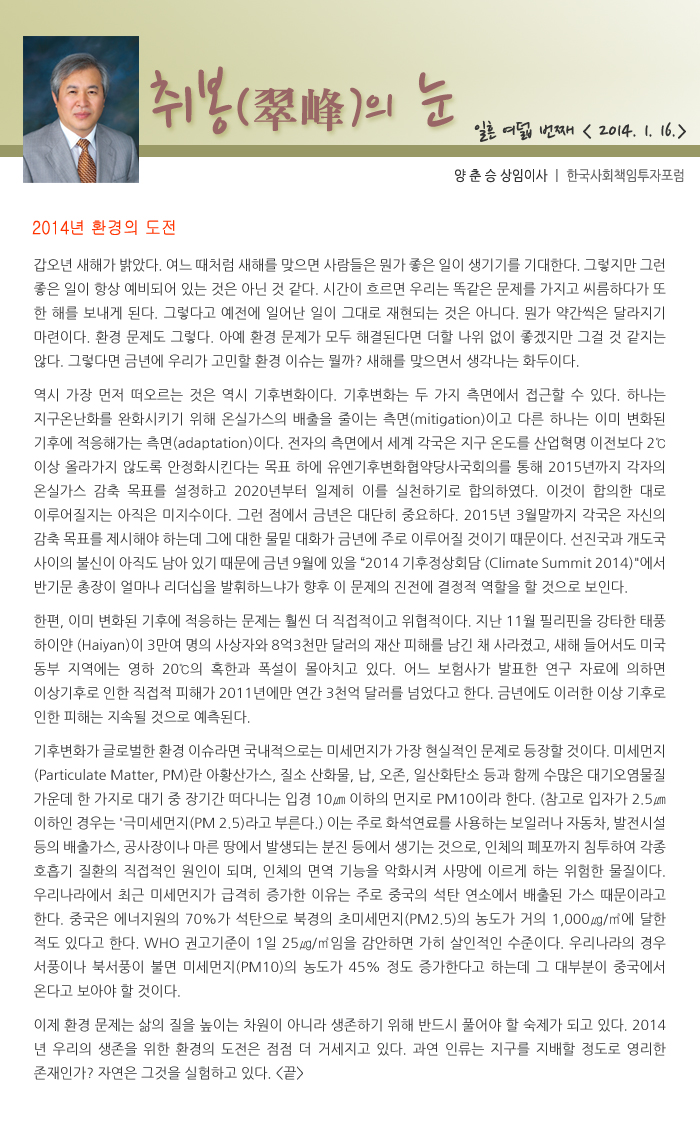 취봉(翠峰)의 눈
일흔 여덟 번째 < 2014. 1. 16.>
양 춘 승 상임이사 ㅣ 한국사회책임투자포럼
2014년 환경의 도전
갑오년 새해가 밝았다. 여느 때처럼 새해를 맞으면 사람들은 뭔가 좋은 일이 생기기를 기대한다. 그렇지만 그런
좋은 일이 항상 예비되어 있는 것은 아닌 것 같다. 시간이 흐르면 우리는 똑같은 문제를 가지고 씨름하다가 또
한 해를 보내게 된다. 그렇다고 예전에 일어난 일이 그대로 재현되는 것은 아니다. 뭔가 약간씩은 달라지기
마련이다. 환경 문제도 그렇다. 아예 환경 문제가 모두 해결된다면 더할 나위 없이 좋겠지만 그걸 것 같지는
않다. 그렇다면 금년에 우리가 고민할 환경 이슈는 뭘까? 새해를 맞으면서 생각나는 화두이다.
역시 가장 먼저 떠오르는 것은 역시 기후변화이다. 기후변화는 두 가지 측면에서 접근할 수 있다. 하나는
지구온난화를 완화시키기 위해 온실가스의 배출을 줄이는 측면(mitigation)이고 다른 하나는 이미 변화된
기후에 적응해가는 측면(adaptation)이다. 전자의 측면에서 세계 각국은 지구 온도를 산업혁명 이전보다 2℃
이상 올라가지 않도록 안정화시킨다는 목표 하에 유엔기후변화협약당사국회의를 통해 2015년까지 각자의
온실가스 감축 목표를 설정하고 2020년부터 일제히 이를 실천하기로 합의하였다. 이것이 합의한 대로
이루어질지는 아직은 미지수이다. 그런 점에서 금년은 대단히 중요하다. 2015년 3월말까지 각국은 자신의
감축 목표를 제시해야 하는데 그에 대한 물밑 대화가 금년에 주로 이루어질 것이기 때문이다. 선진국과 개도국
사이의 불신이 아직도 남아 있기 때문에 금년 9월에 있을 “2014 기후정상회담 (Climate Summit 2014)"에서
반기문 총장이 얼마나 리더십을 발휘하느냐가 향후 이 문제의 진전에 결정적 역할을 할 것으로 보인다.
한편, 이미 변화된 기후에 적응하는 문제는 훨씬 더 직접적이고 위협적이다. 지난 11월 필리핀을 강타한 태풍
하이얀 (Haiyan)이 3만여 명의 사상자와 8억3천만 달러의 재산 피해를 남긴 채 사라졌고, 새해 들어서도 미국
동부 지역에는 영하 20℃의 혹한과 폭설이 몰아치고 있다. 어느 보험사가 발표한 연구 자료에 의하면
이상기후로 인한 직접적 피해가 2011년에만 연간 3천억 달러를 넘었다고 한다. 금년에도 이러한 이상 기후로
인한 피해는 지속될 것으로 예측된다.
기후변화가 글로벌한 환경 이슈라면 국내적으로는 미세먼지가 가장 현실적인 문제로 등장할 것이다. 미세먼지
(Particulate Matter, PM)란 아황산가스, 질소 산화물, 납, 오존, 일산화탄소 등과 함께 수많은 대기오염물질
가운데 한 가지로 대기 중 장기간 떠다니는 입경 10㎛ 이하의 먼지로 PM10이라 한다. (참고로 입자가 2.5㎛
이하인 경우는 '극미세먼지(PM 2.5)라고 부른다.) 이는 주로 화석연료를 사용하는 보일러나 자동차, 발전시설
등의 배출가스, 공사장이나 마른 땅에서 발생되는 분진 등에서 생기는 것으로, 인체의 폐포까지 침투하여 각종
호흡기 질환의 직접적인 원인이 되며, 인체의 면역 기능을 악화시켜 사망에 이르게 하는 위험한 물질이다.
우리나라에서 최근 미세먼지가 급격히 증가한 이유는 주로 중국의 석탄 연소에서 배출된 가스 때문이라고
한다. 중국은 에너지원의 70%가 석탄으로 북경의 초미세먼지(PM2.5)의 농도가 거의 1,000㎍/㎥에 달한
적도 있다고 한다. WHO 권고기준이 1일 25㎍/㎥임을 감안하면 가히 살인적인 수준이다. 우리나라의 경우
서풍이나 북서풍이 불면 미세먼지(PM10)의 농도가 45% 정도 증가한다고 하는데 그 대부분이 중국에서
온다고 보아야 할 것이다.
이제 환경 문제는 삶의 질을 높이는 차원이 아니라 생존하기 위해 반드시 풀어야 할 숙제가 되고 있다. 2014
년 우리의 생존을 위한 환경의 도전은 점점 더 거세지고 있다. 과연 인류는 지구를 지배할 정도로 영리한
존재인가? 자연은 그것을 실험하고 있다. <끝>